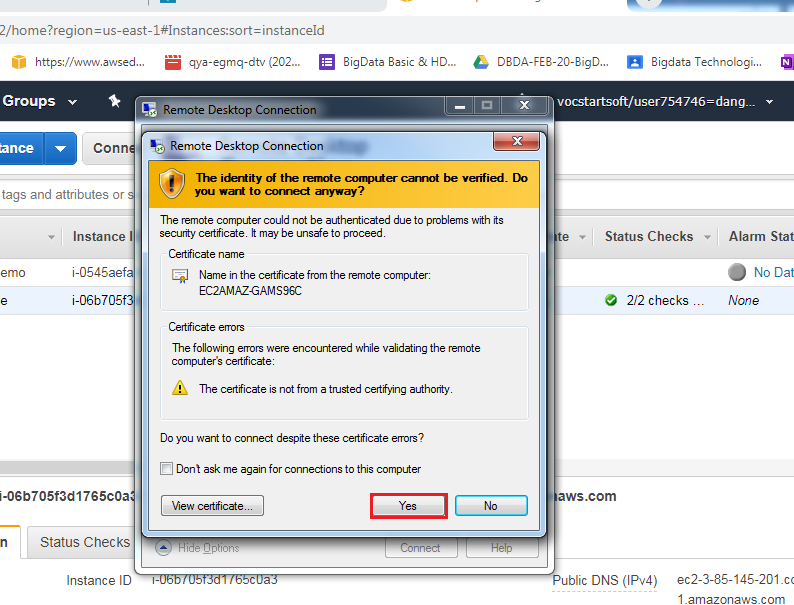 2/home?region=us-east-1#Instances:sort=instanceId
https://www.awsed...
qya-egmq-dtv (202...
BigData Basic & HD...
DBDA-FEB-20-BigD...
Bigdata Technologi...
Groups
vocstartsoft/user754746=dang...
Remote Desktop Connection
tance
Conne
Remote Desktop Connection
The identity of the remote computer cannot be verified. Do
you want to connect anyway?
tags and attributes or s
The remote computer could not be authenticated due to problems with its
security certificate. It may be unsafe to proceed.
Instance I
ate
Status Checks
Alarm Stat
Certificate name
emo
i-0545aefa
Name in the certificate from the remote computer:
EC2AMAZ-GAMS96C
No Dat
e
i-06b705f3
2/2 checks ...
None
Certificate errors
The following errors were encountered while validating the remote
computer's certificate:
The certificate is not from a trusted certifying authority.
Do you want to connect despite these certificate errors?
Don't ask me again for connections to this computer
i-06b705f3d1765c0a3
naws.com
View certificate...
Yes
No
n
Status Checks
Hide Options
Connect
Help
Instance ID
i-06b705f3d1765c0a3
Public DNS (IPv4)
ec2-3-85-145-201.co
1.amazonaws.com